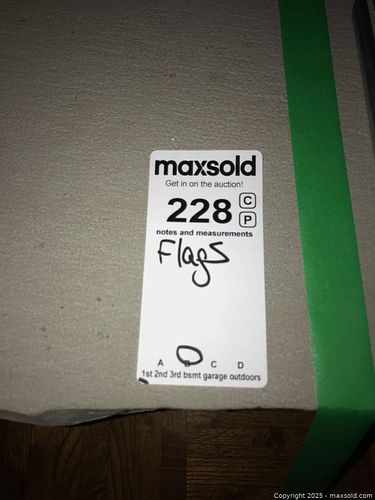 maxsold
Get in on the auction!
228 C
P
notes and measurements
Flags
A B C D
1st 2nd 3rd bsmt garage outdoors
Copyright 2025 - maxsold.com